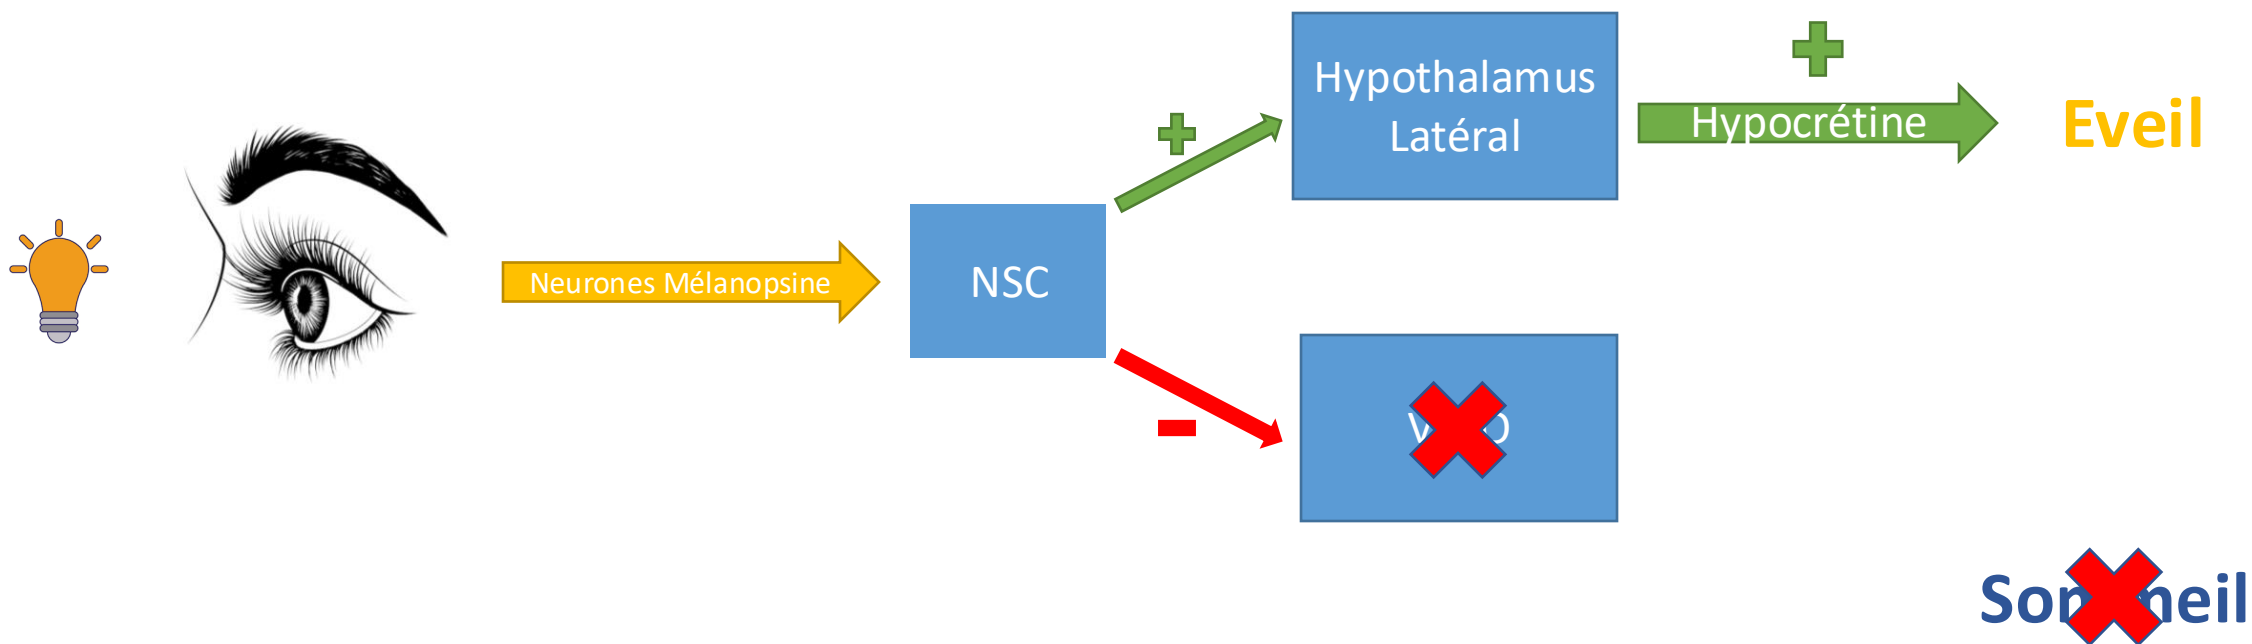 Hypothalamus
Latéral
Hypocrétine
Eveil
Neurones Mélanopsine
NSC